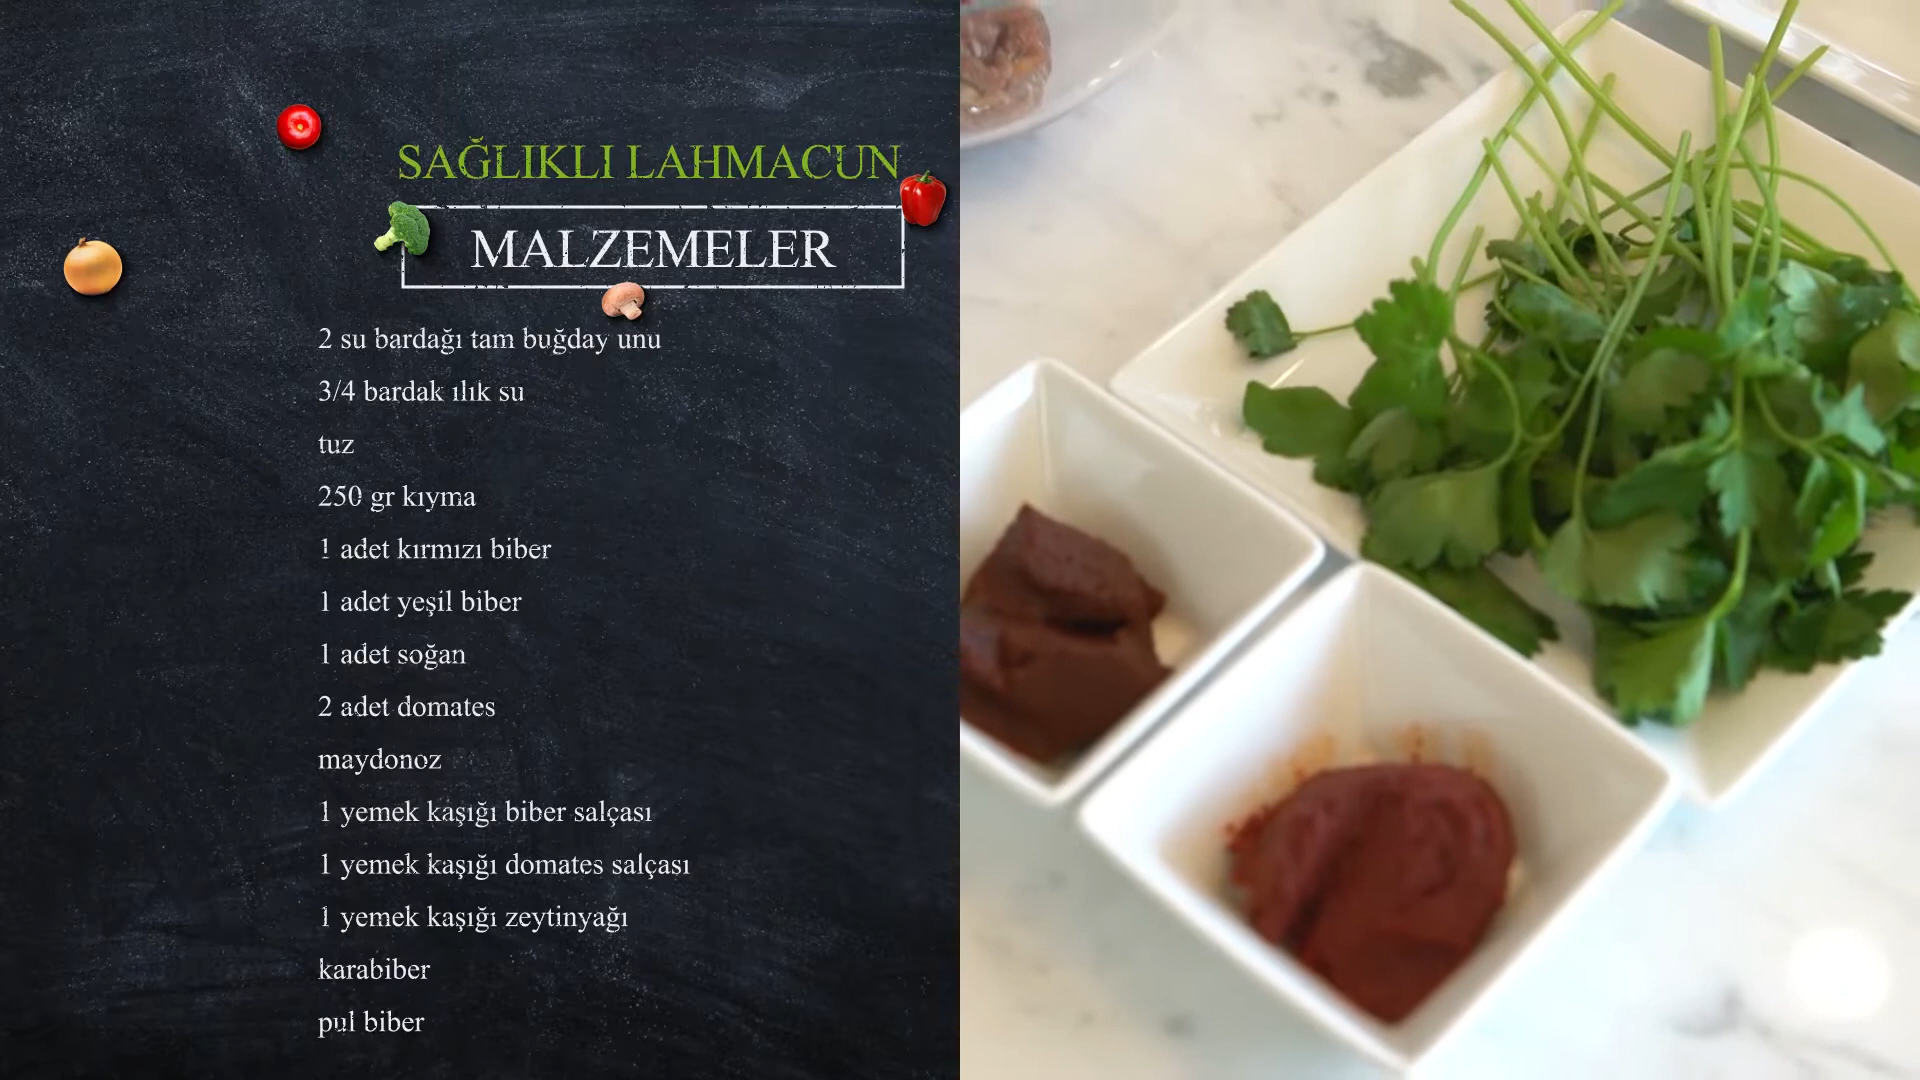 SAĞLIKLI LAHMACUN
MALZEMELER
2 su bardağı tam buğday unu
3/4 bardak ılık su
tuz
250 gr kıyma
1 adet kırmızı biber
1 adet yeşil biber
1 adet soğan
2 adet domates
maydonoz
1 yemek kaşığı biber salçası
1 yemek kaşığı domates salçası
1 yemek kaşığı zeytinyağı
karabiber
pul biber